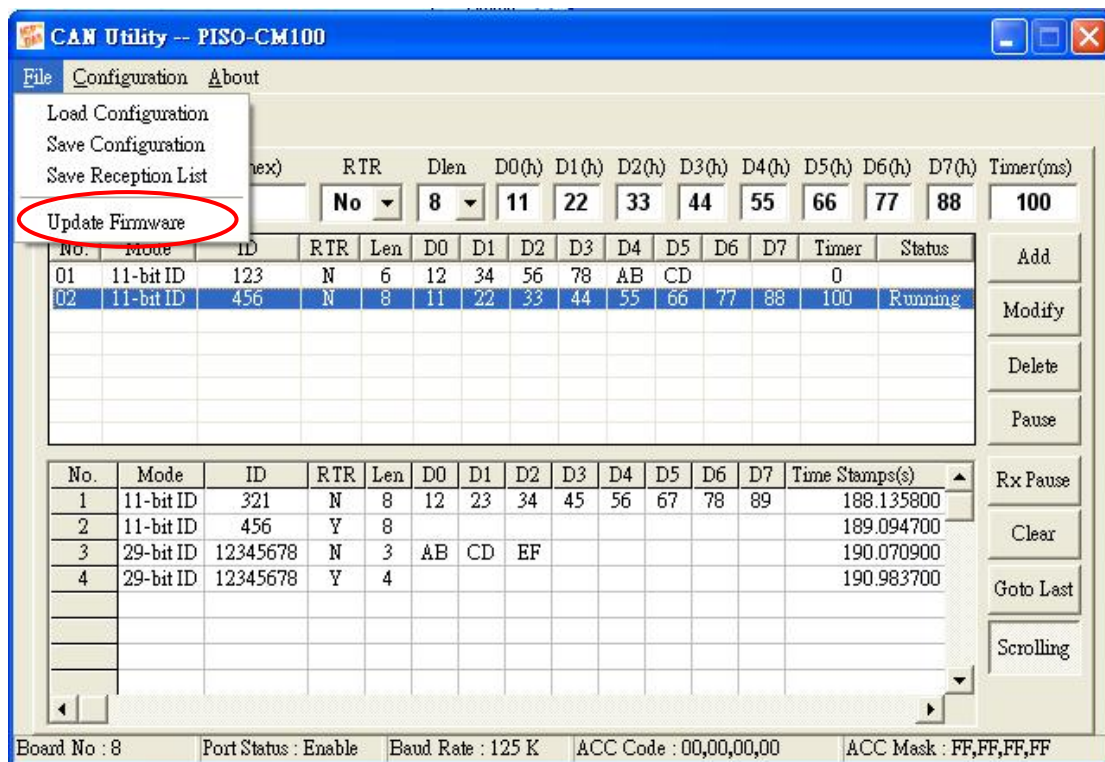 CAN Utility -- PISO-CM100
File Configuration About
Load Configuration
Save Configuration
Save Reception List
Update Firmware
hex) RTR Dlen D0(h) D1(h) D2(h) D3(h) D4(h) D5(h) D6(h) D7(h) Timer(ms)
No 8 11 22 33 44 55 66 77 88 100
No. Mode ID RTR Len D0 D1 D2 D3 D4 D5 D6 D7 Timer Status
01 11-bit ID 123 N 6 12 34 56 78 AB CD 0
02 11-bit ID 456 N 8 11 22 33 44 55 66 77 88 100 Running
Add
Modify
Delete
Pause
No. Mode ID RTR Len D0 D1 D2 D3 D4 D5 D6 D7 Time Stamps(s)
1 11-bit ID 321 N 8 12 23 34 45 56 67 78 89 188.135800
2 11-bit ID 456 Y 8 189.094700
3 29-bit ID 12345678 N 3 AB CD EF 190.070900
4 29-bit ID 12345678 Y 4 190.983700
Rx Pause
Clear
Goto Last
Scrolling
Board No : 8 Port Status : Enable Baud Rate : 125 K ACC Code : 00,00,00,00 ACC Mask : FF,FF,FF,FF